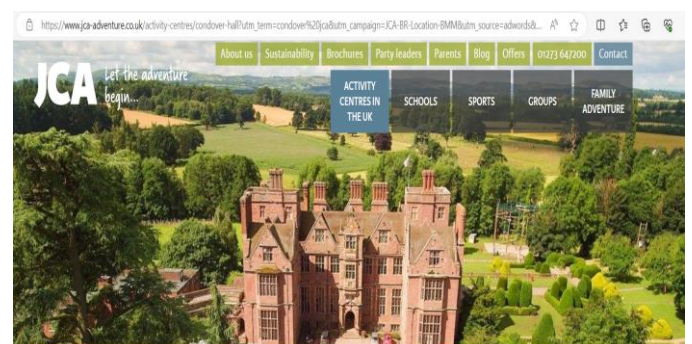 https://www.jca-adventure.co.uk/activity-centres/condover-hall?utm_term=condover%20jca&utm_campaign=JCA-BR-Location-BMM&utm_source=adwords&...
About us Sustainability Brochures Party leaders Parents Blog Offers 01273 647200 Contact
JCA Let the adventure
begin...
ACTIVITY
CENTRES IN
THE UK
SCHOOLS
SPORTS
GROUPS
FAMILY
ADVENTURE